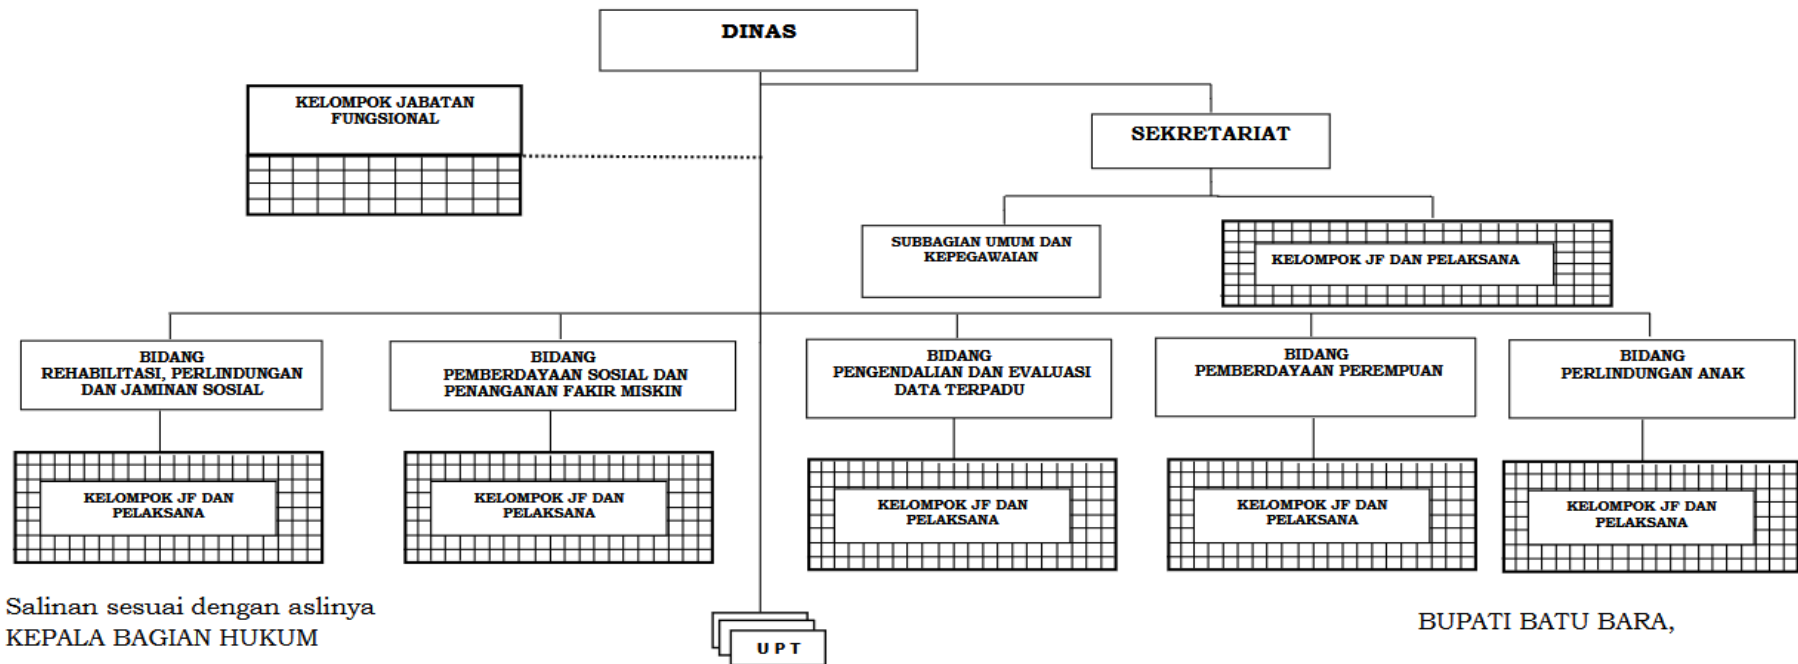 DINAS
KELOMPOK JABATAN
FUNGSIONAL
SEKRETARIAT
SUBBAGIAN UMUM DAN
KEPEGAWAIAN
KELOMPOK JF DAN PELAKSANA
BIDANG
REHABILITASI, PERLINDUNGAN
DAN JAMINAN SOSIAL
BIDANG
PEMBERDAYAAN SOSIAL DAN
PENANGANAN FAKIR MISKIN
BIDANG
PENGENDALIAN DAN EVALUASI
DATA TERPADU
BIDANG
PEMBERDAYAAN PEREMPUAN
BIDANG
PERLINDUNGAN ANAK
KELOMPOK JF DAN
PELAKSANA
KELOMPOK JF DAN
PELAKSANA
KELOMPOK JF DAN
PELAKSANA
KELOMPOK JF DAN
PELAKSANA
KELOMPOK JF DAN
PELAKSANA
Salinan sesuai dengan aslinya
KEPALA BAGIAN HUKUM
U P T
BUPATI BATU BARA,